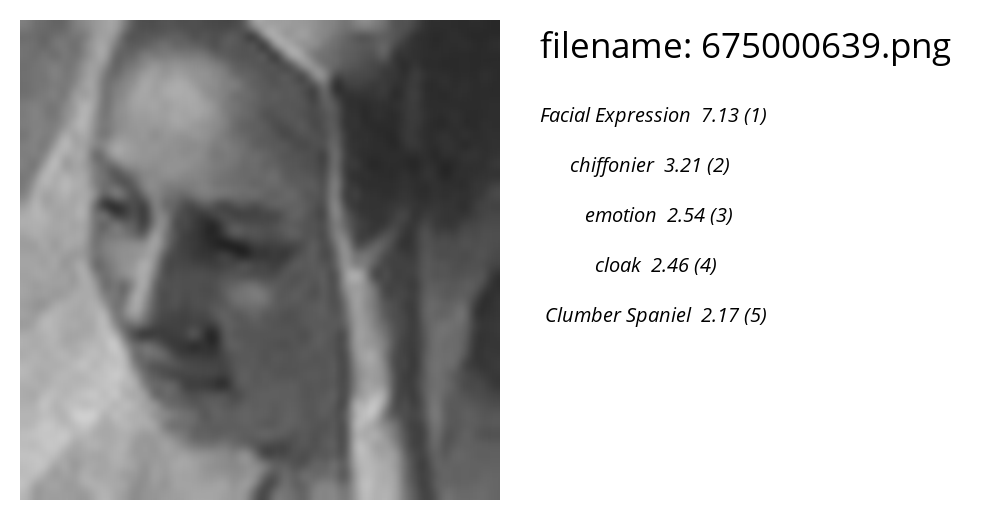 filename: 675000639.png
Facial Expression 7.13 (1)
chiffonier 3.21 (2)
emotion 2.54 (3)
cloak 2.46 (4)
Clumber Spaniel 2.17 (5)